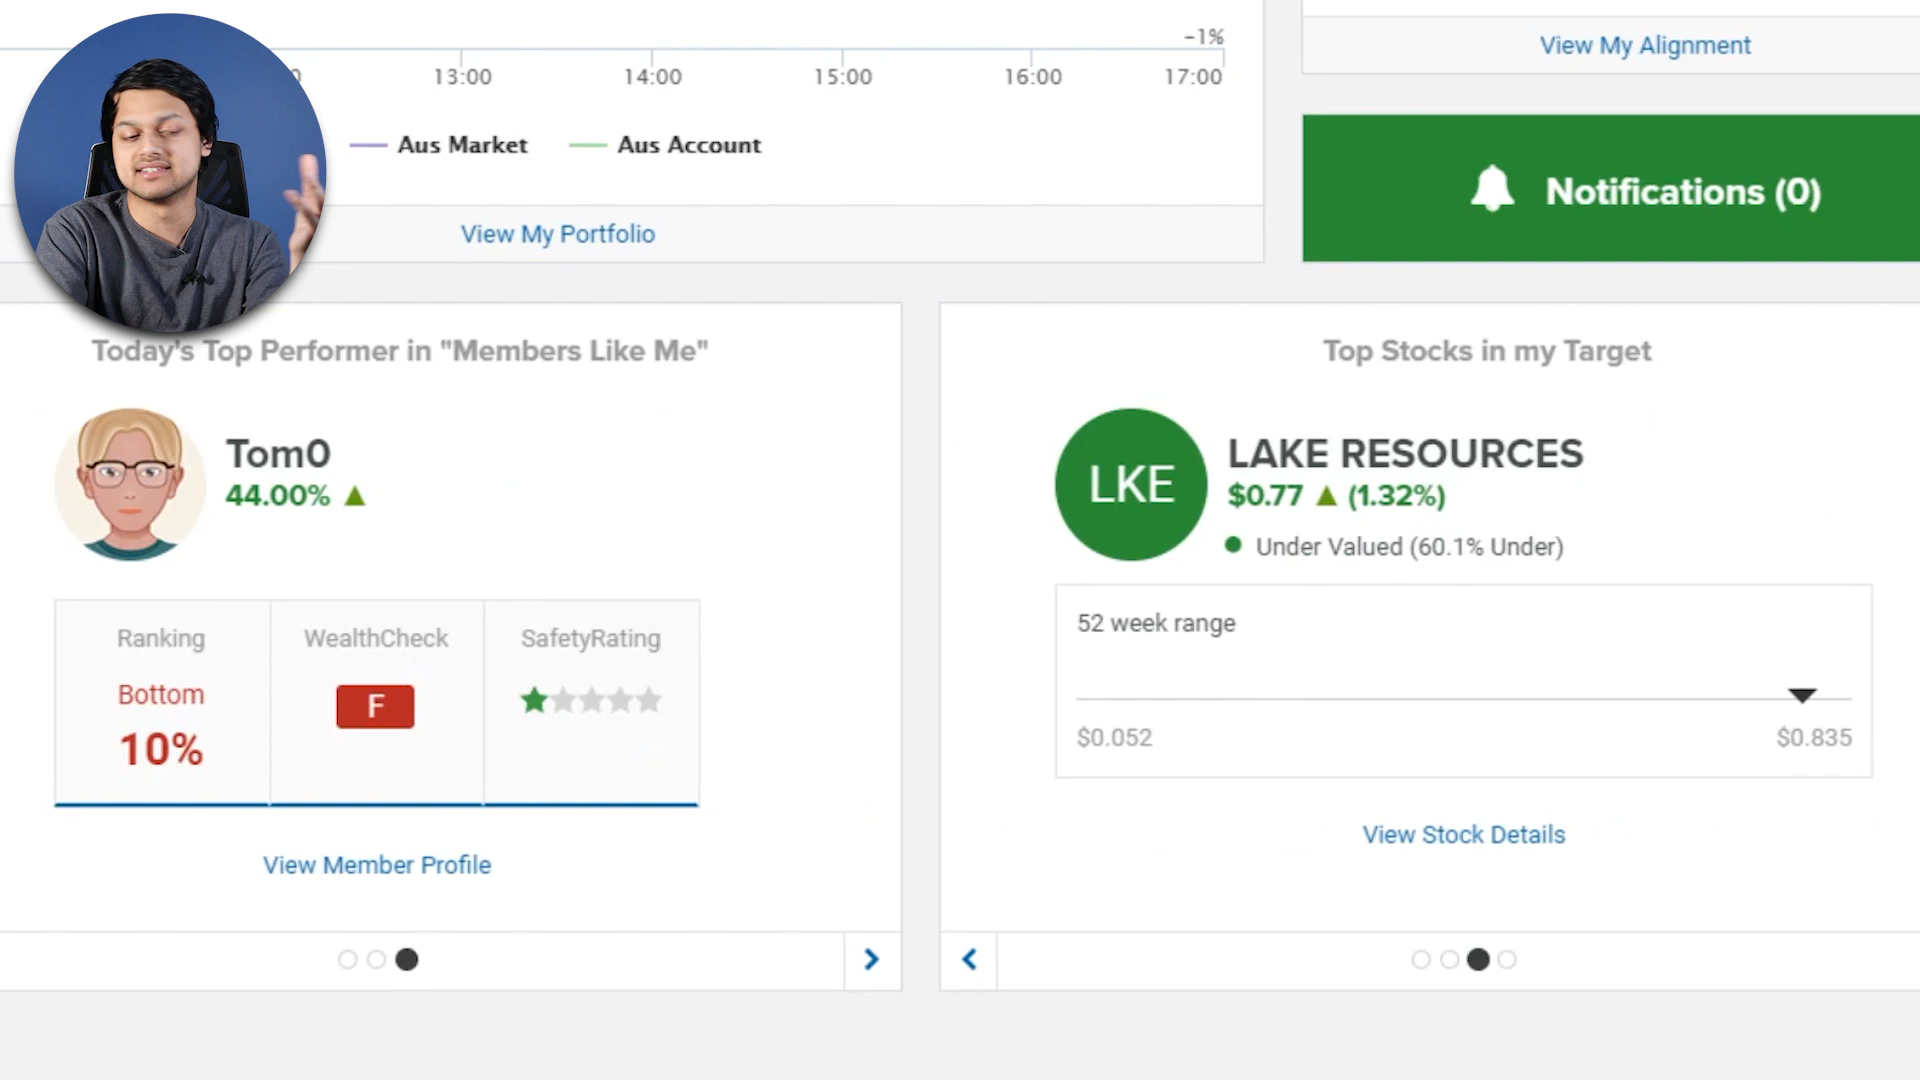 -1%
13:00 14:00 15:00 16:00 17:00
Aus Market Aus Account
View My Portfolio
View My Alignment
Notifications (0)
Today's Top Performer in "Members Like Me"
Tom0
44.00% ▲
Ranking WealthCheck SafetyRating
Bottom F
10%
View Member Profile
Top Stocks in my Target
LKE
LAKE RESOURCES
$0.77 ▲ (1.32%)
Under Valued (60.1% Under)
52 week range
$0.052 $0.835
View Stock Details